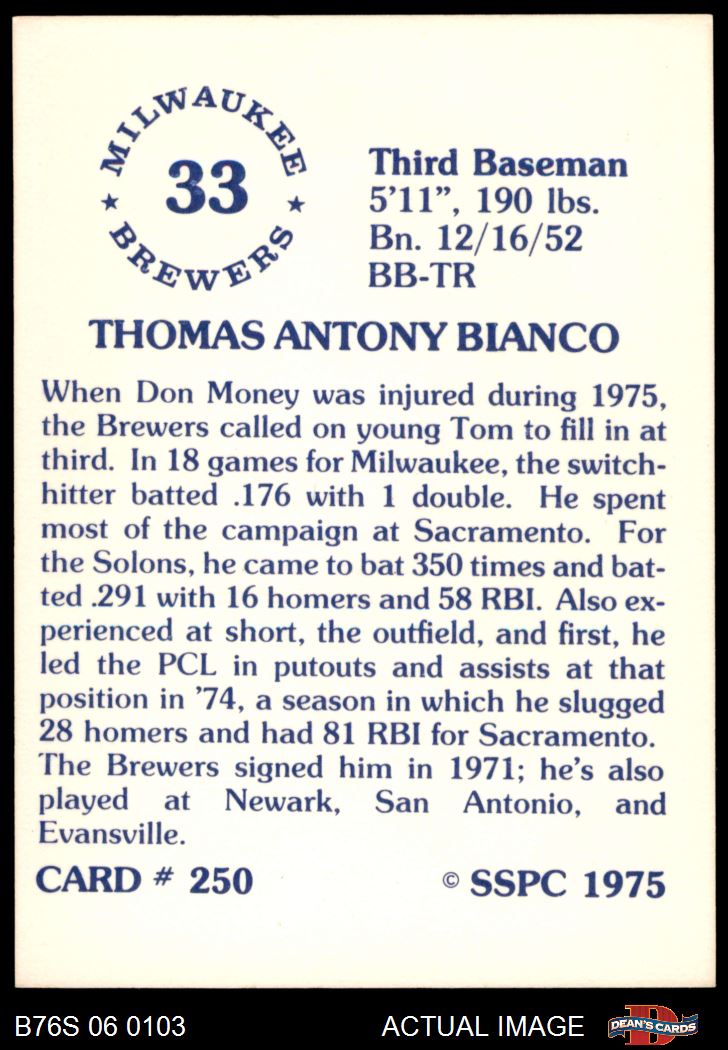 MILWAUKEE
33
BREWERS
Third Baseman
5'11”, 190 lbs.
Bn. 12/16/52
BB-TR
THOMAS ANTONY BIANCO
When Don Money was injured during 1975,
the Brewers called on young Tom to fill in at
third. In 18 games for Milwaukee, the switch-
hitter batted .176 with 1 double. He spent
most of the campaign at Sacramento. For
the Solons, he came to bat 350 times and bat-
ted .291 with 16 homers and 58 RBI. Also ex-
perienced at short, the outfield, and first, he
led the PCL in putouts and assists at that
position in ’74, a season in which he slugged
28 homers and had 81 RBI for Sacramento.
The Brewers signed him in 1971; he's also
played at Newark, San Antonio, and
Evansville.
CARD # 250
© SSPC 1975
B76S 06 0103
ACTUAL IMAGE
D
DEAN'S CARDS